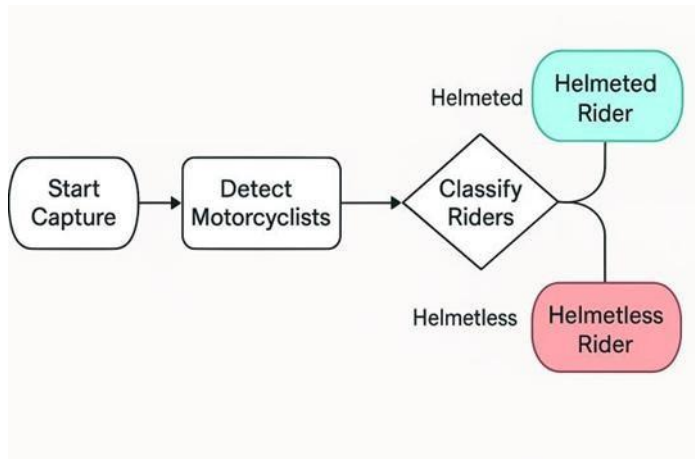 Start
Capture
Detect
Motorcyclists
Classify
Riders
Helmeted
Helmeted
Rider
Helmetless
Helmetless
Rider